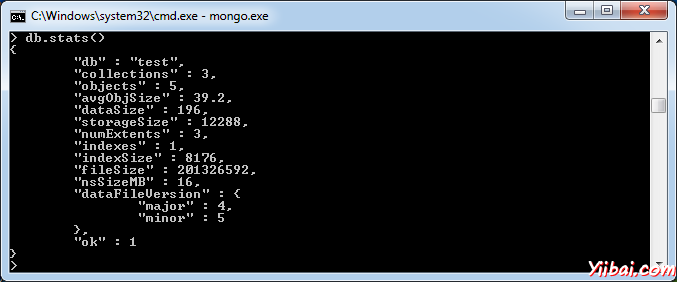 C:\Windows\system32\cmd.exe - mongo.exe
> db.stats()
{
        "db" : "test",
        "collections" : 3,
        "objects" : 5,
        "avgObjSize" : 39.2,
        "dataSize" : 196,
        "storageSize" : 12288,
        "numExtents" : 3,
        "indexes" : 1,
        "indexSize" : 8176,
        "fileSize" : 201326592,
        "nsSizeMB" : 16,
        "dataFileVersion" : {
                "major" : 4,
                "minor" : 5
        },
        "ok" : 1
}
>
Yiibai.com